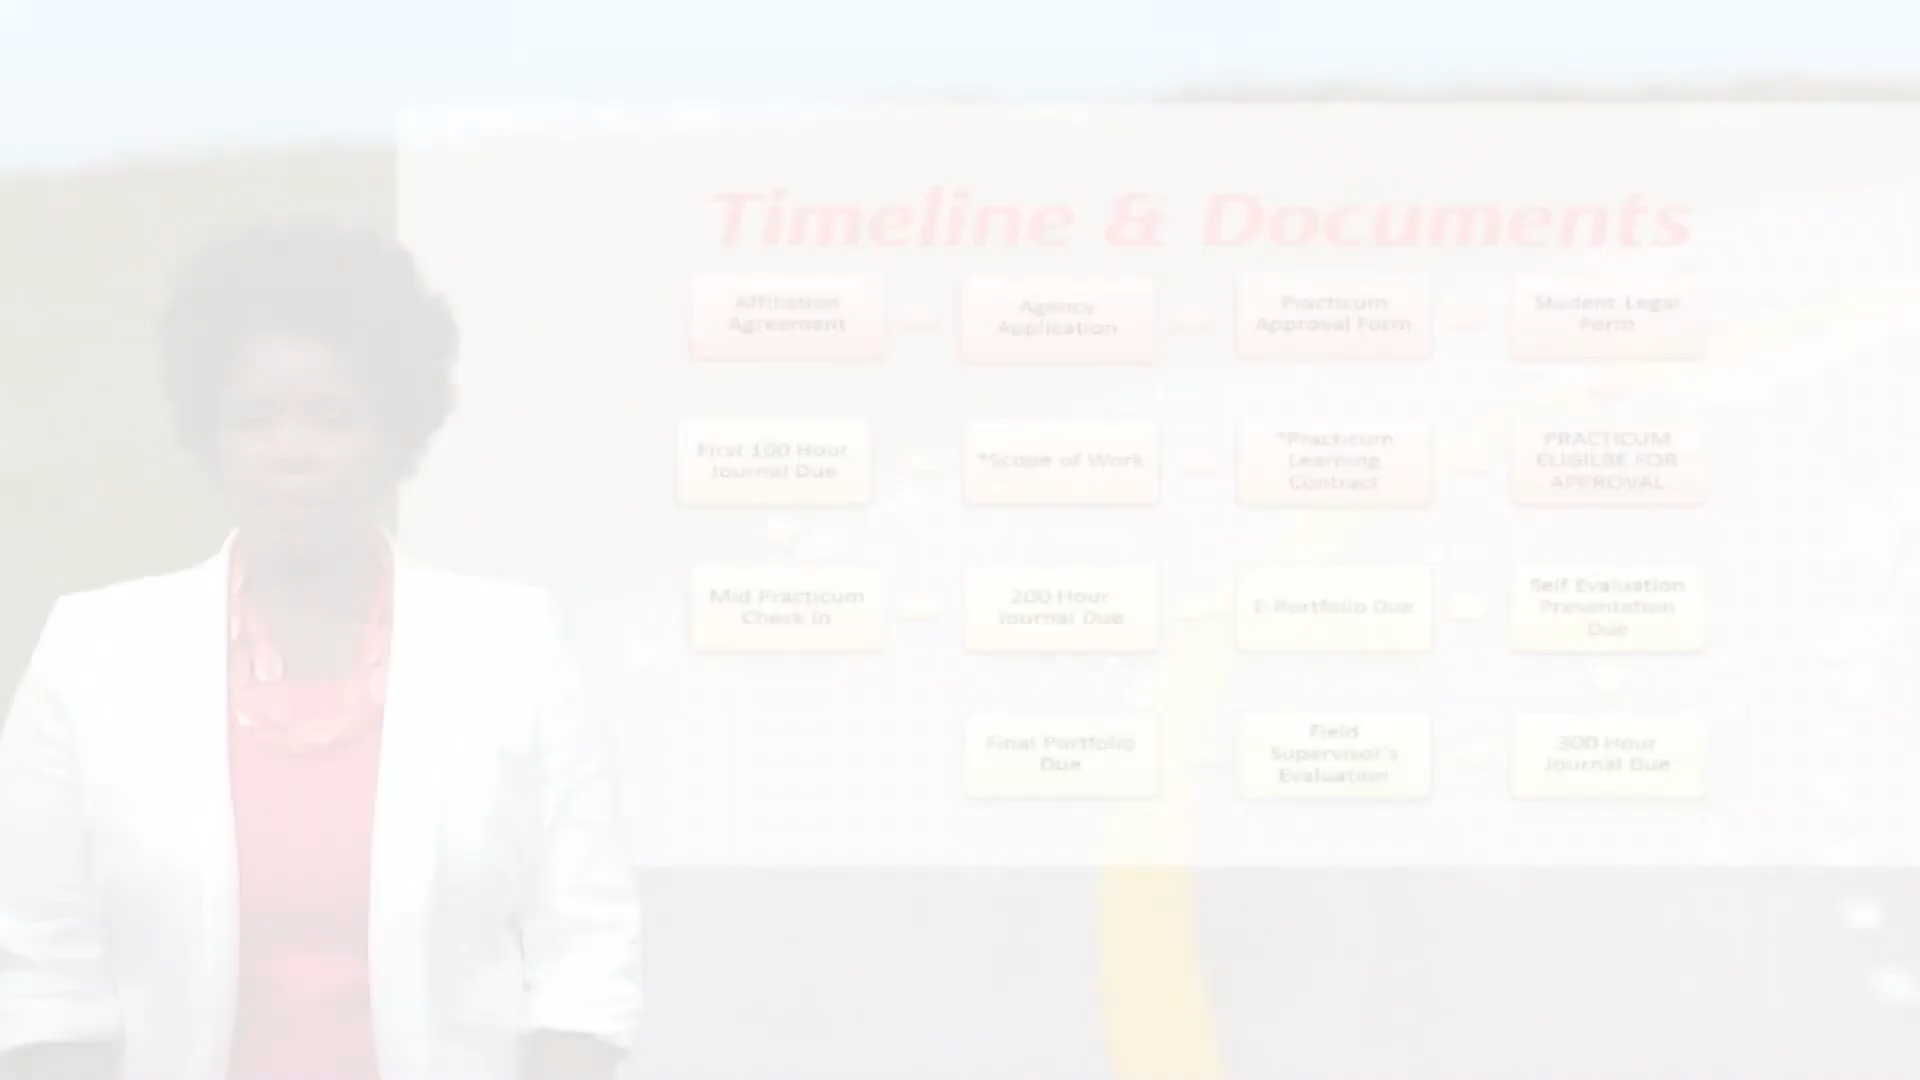 Timeline & Documents
Affiliation
Agreement
Agency
Application
Practicum
Approval Form
Student Legal
Form
First 100 Hour
Journal Due
*Scope of Work
*Practicum
Learning
Contract
PRACTICUM
ELIGILBE FOR
APPROVAL
Mid Practicum
Check in
200 Hour
Journal Due
E-Portfolio Due
Self Evaluation
Presentation
Due
Final Portfolio
Due
Field
Supervisor's
Evaluation
300 Hour
Journal Due